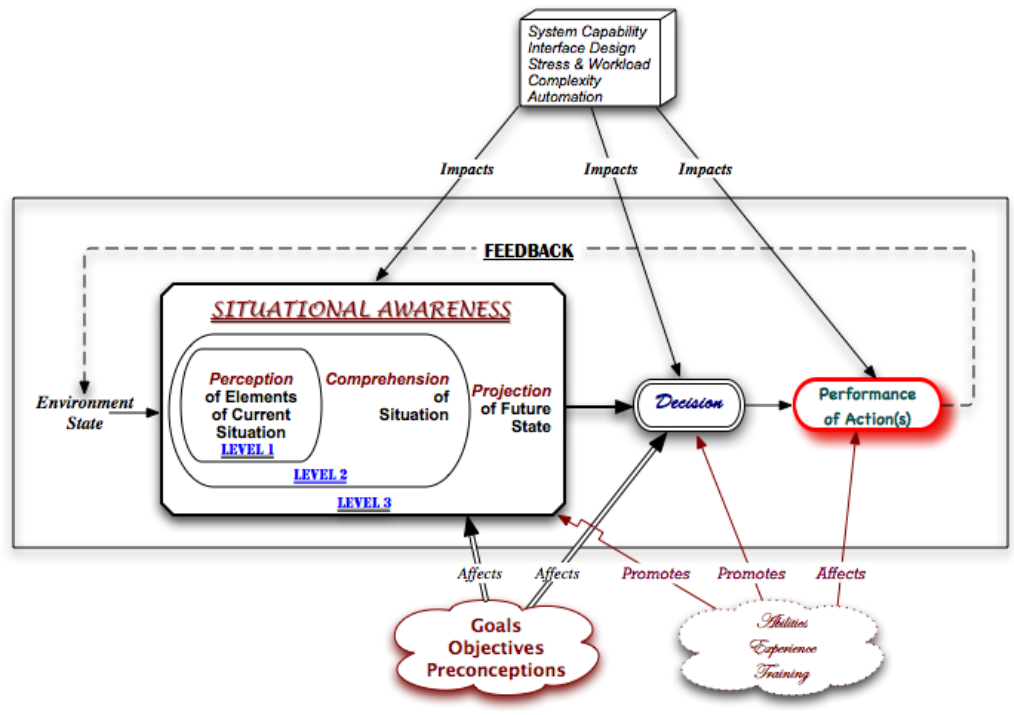 System Capability
Interface Design
Stress & Workload
Complexity
Automation
Impacts
Impacts
Impacts
FEEDBACK
SITUATIONAL AWARENESS
Perception
of Elements
of Current
Situation
LEVEL 1
Comprehension
of
Situation
LEVEL 2
Projection
of Future
State
LEVEL 3
Environment
State
Decision
Performance
of Action(s)
Affects
Affects
Promotes
Promotes
Affects
Goals
Objectives
Preconceptions
Abilities
Experience
Training